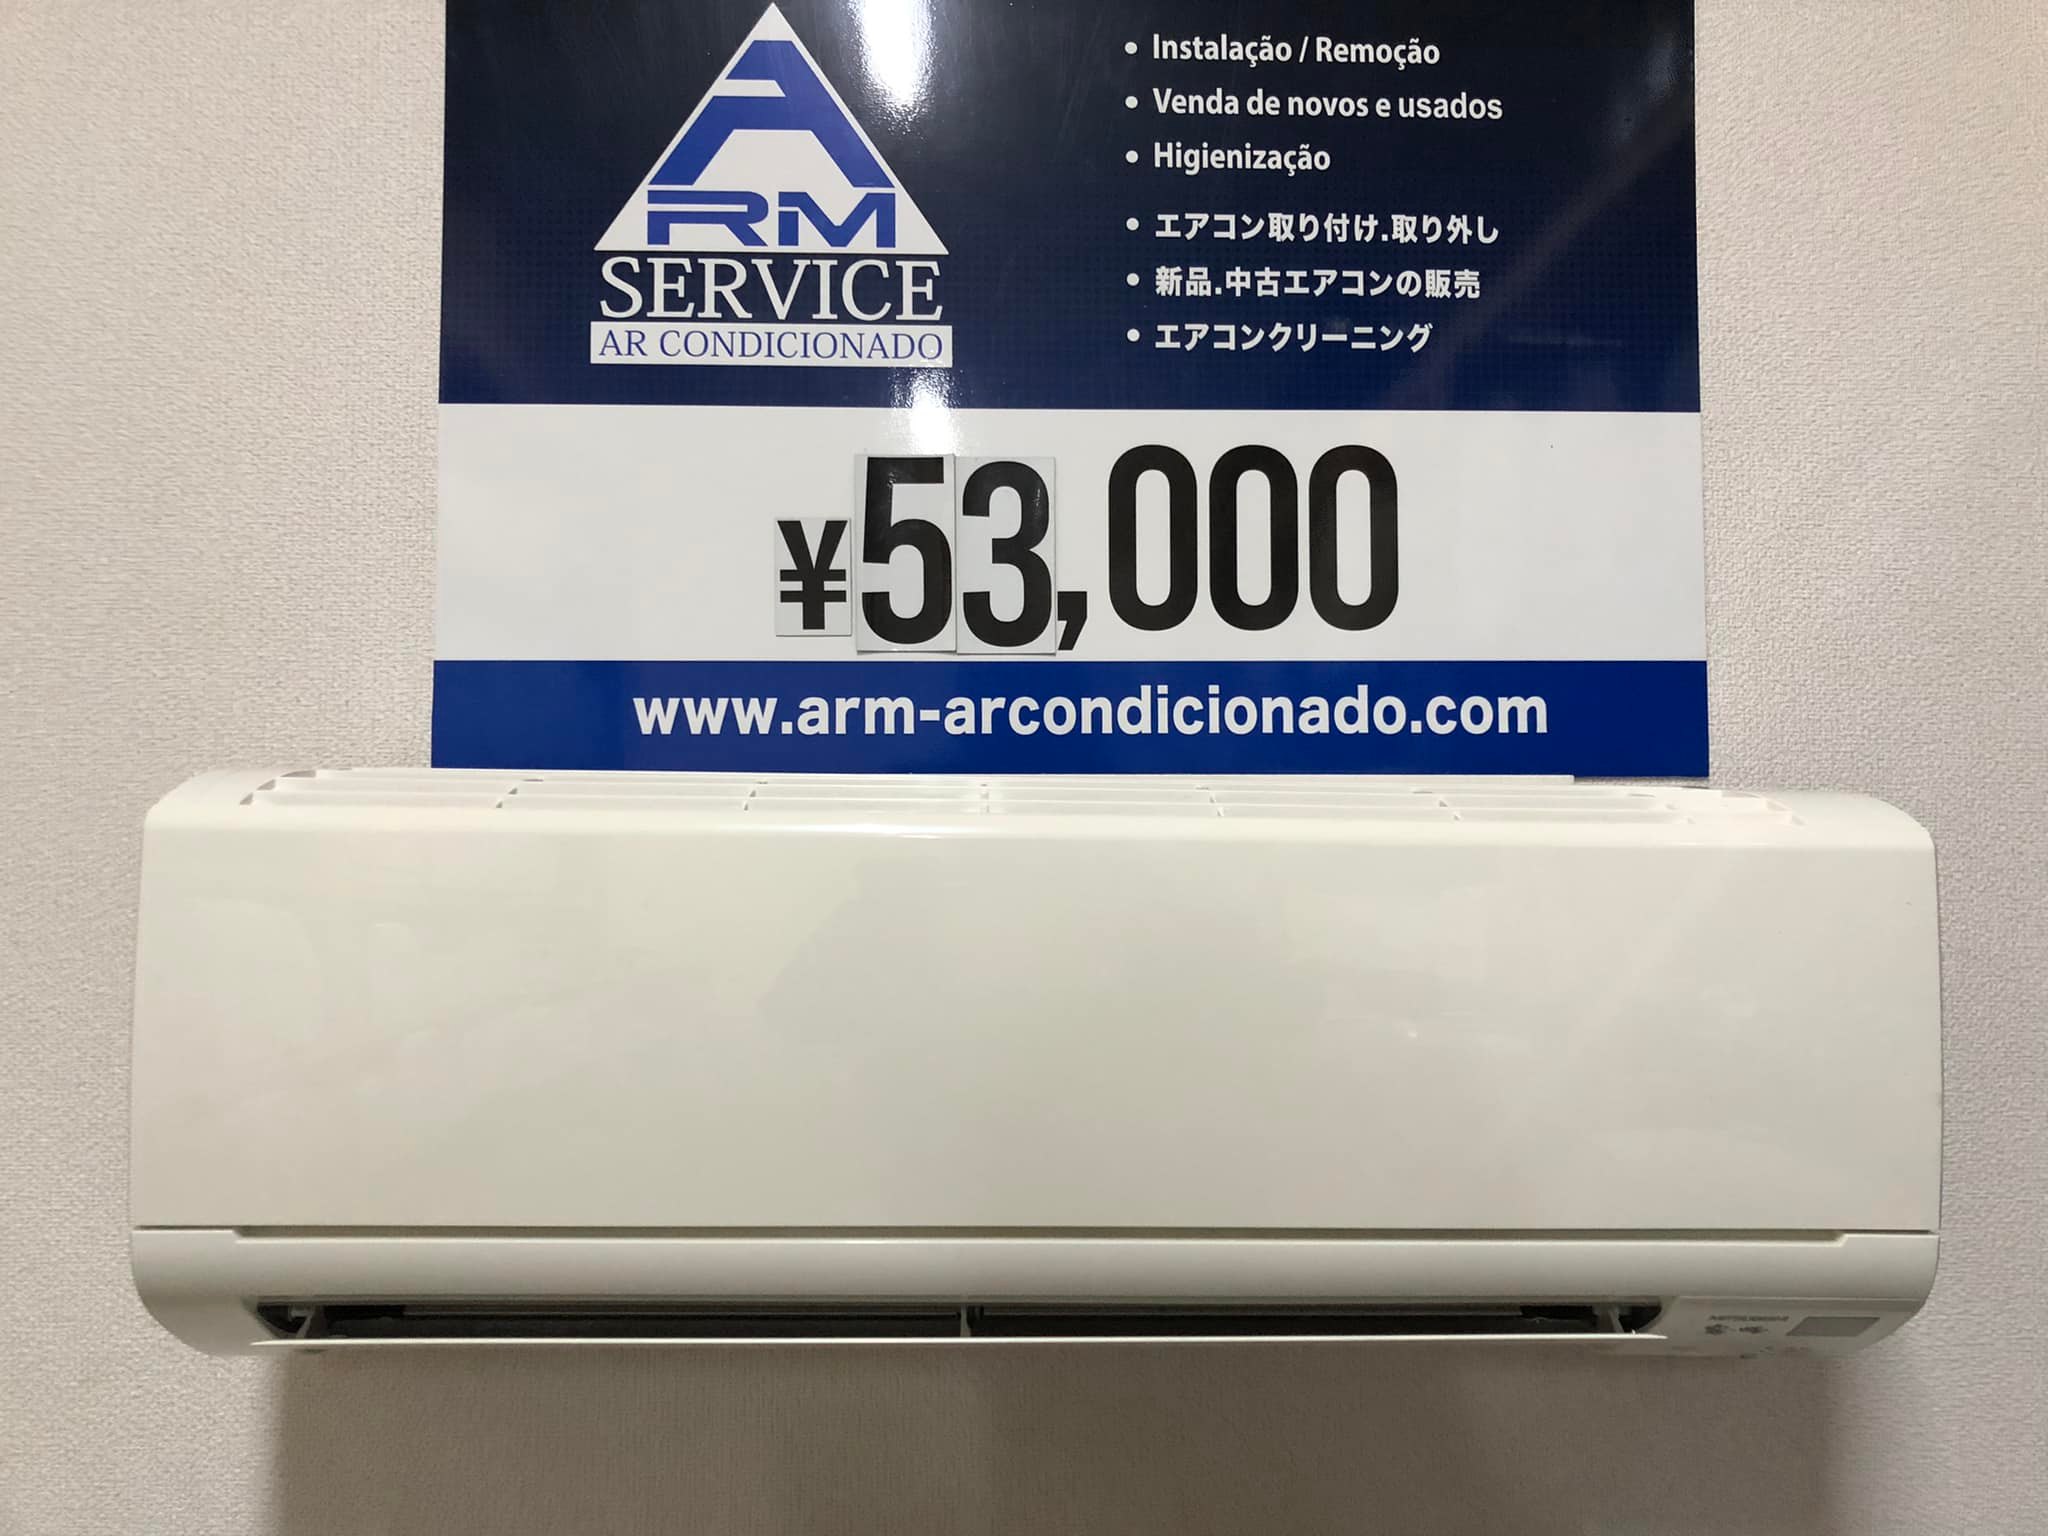 ARM
SERVICE
AR CONDICIONADO
• Instalação / Remoção
• Venda de novos e usados
• Higienização
• エアコン取り付け.取り外し
• 新品.中古エアコンの販売
• エアコンクリーニング
¥53,000
www.arm-arcondicionado.com
MITSUBISHI